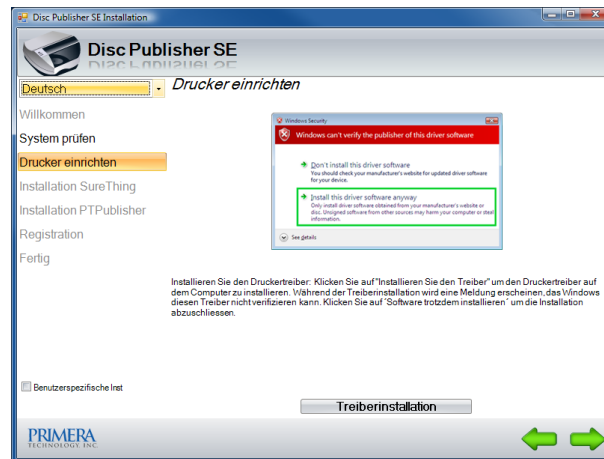 Disc Publisher SE Installation
Disc Publisher SE
Deutsch
Drucker einrichten
Willkommen
System prüfen
Drucker einrichten
Installation SureThing
Installation PTPublisher
Registration
Fertig
Windows Security
Windows can't verify the publisher of this driver software
Don't install this driver software
You should check your manufacturer's website for updated driver software
for your device.
Install this driver software anyway
Only install driver software obtained from your manufacturer's website or
disc. Unsigned software from other sources may harm your computer or steal
information.
See details
Installieren Sie den Druckertreiber: Klicken Sie auf "Installieren Sie den Treiber" um den Druckertreiber auf
dem Computer zu installieren. Während der Treiberinstallation wird eine Meldung erscheinen, das Windows
diesen Treiber nicht verifizieren kann. Klicken Sie auf ´Software trotzdem installieren´ um die Installation
abzuschliessen.
Benutzerspezifische Inst
Treiberinstallation
PRIMERA
TECHNOLOGY, INC.